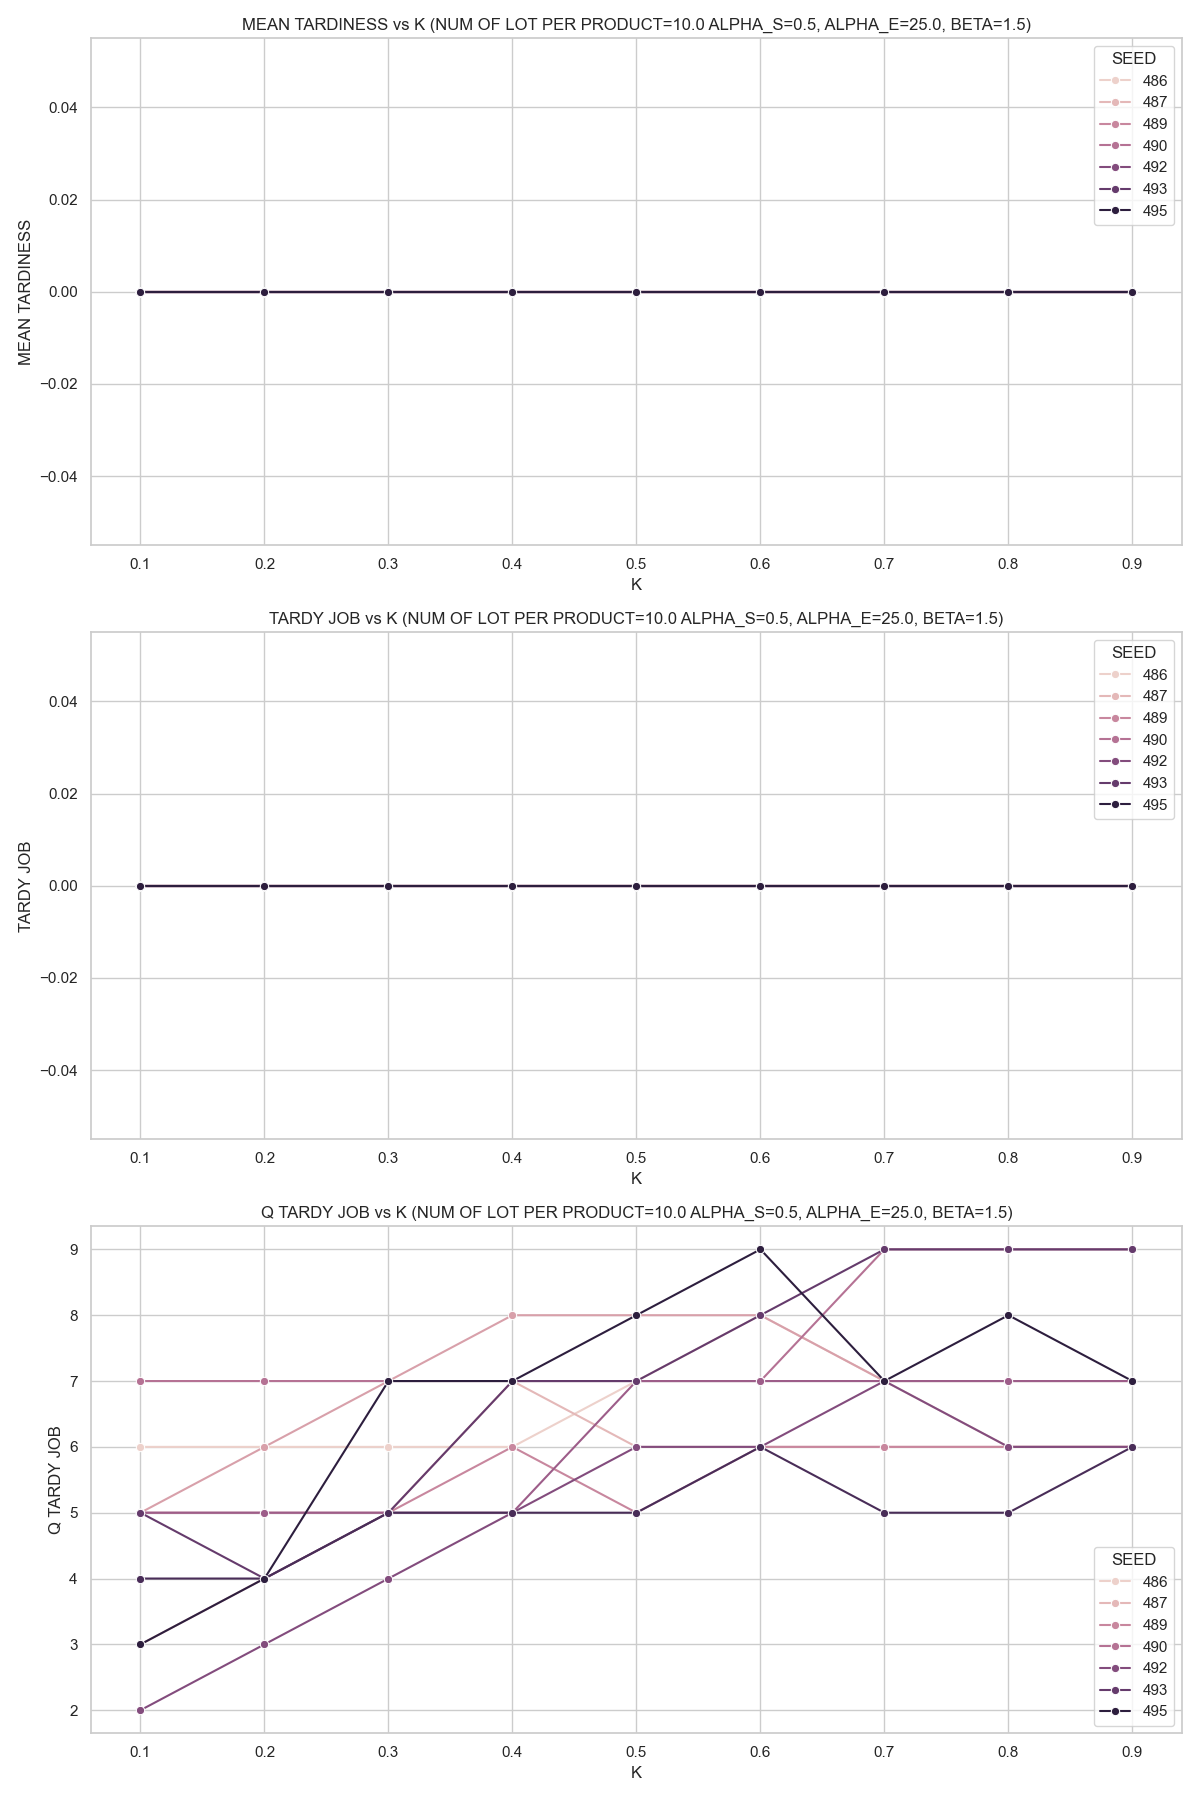 MEAN TARDINESS vs K (NUM OF LOT PER PRODUCT=10.0 ALPHA_S=0.5, ALPHA_E=25.0, BETA=1.5)
SEED
486
487
489
490
492
493
495
0.04
0.02
0.00
−0.02
−0.04
MEAN TARDINESS
0.1 0.2 0.3 0.4 0.5 0.6 0.7 0.8 0.9
K
TARDY JOB vs K (NUM OF LOT PER PRODUCT=10.0 ALPHA_S=0.5, ALPHA_E=25.0, BETA=1.5)
SEED
486
487
489
490
492
493
495
0.04
0.02
0.00
−0.02
−0.04
TARDY JOB
0.1 0.2 0.3 0.4 0.5 0.6 0.7 0.8 0.9
K
Q TARDY JOB vs K (NUM OF LOT PER PRODUCT=10.0 ALPHA_S=0.5, ALPHA_E=25.0, BETA=1.5)
9
8
7
6
5
4
3
2
Q TARDY JOB
SEED
486
487
489
490
492
493
495
0.1 0.2 0.3 0.4 0.5 0.6 0.7 0.8 0.9
K